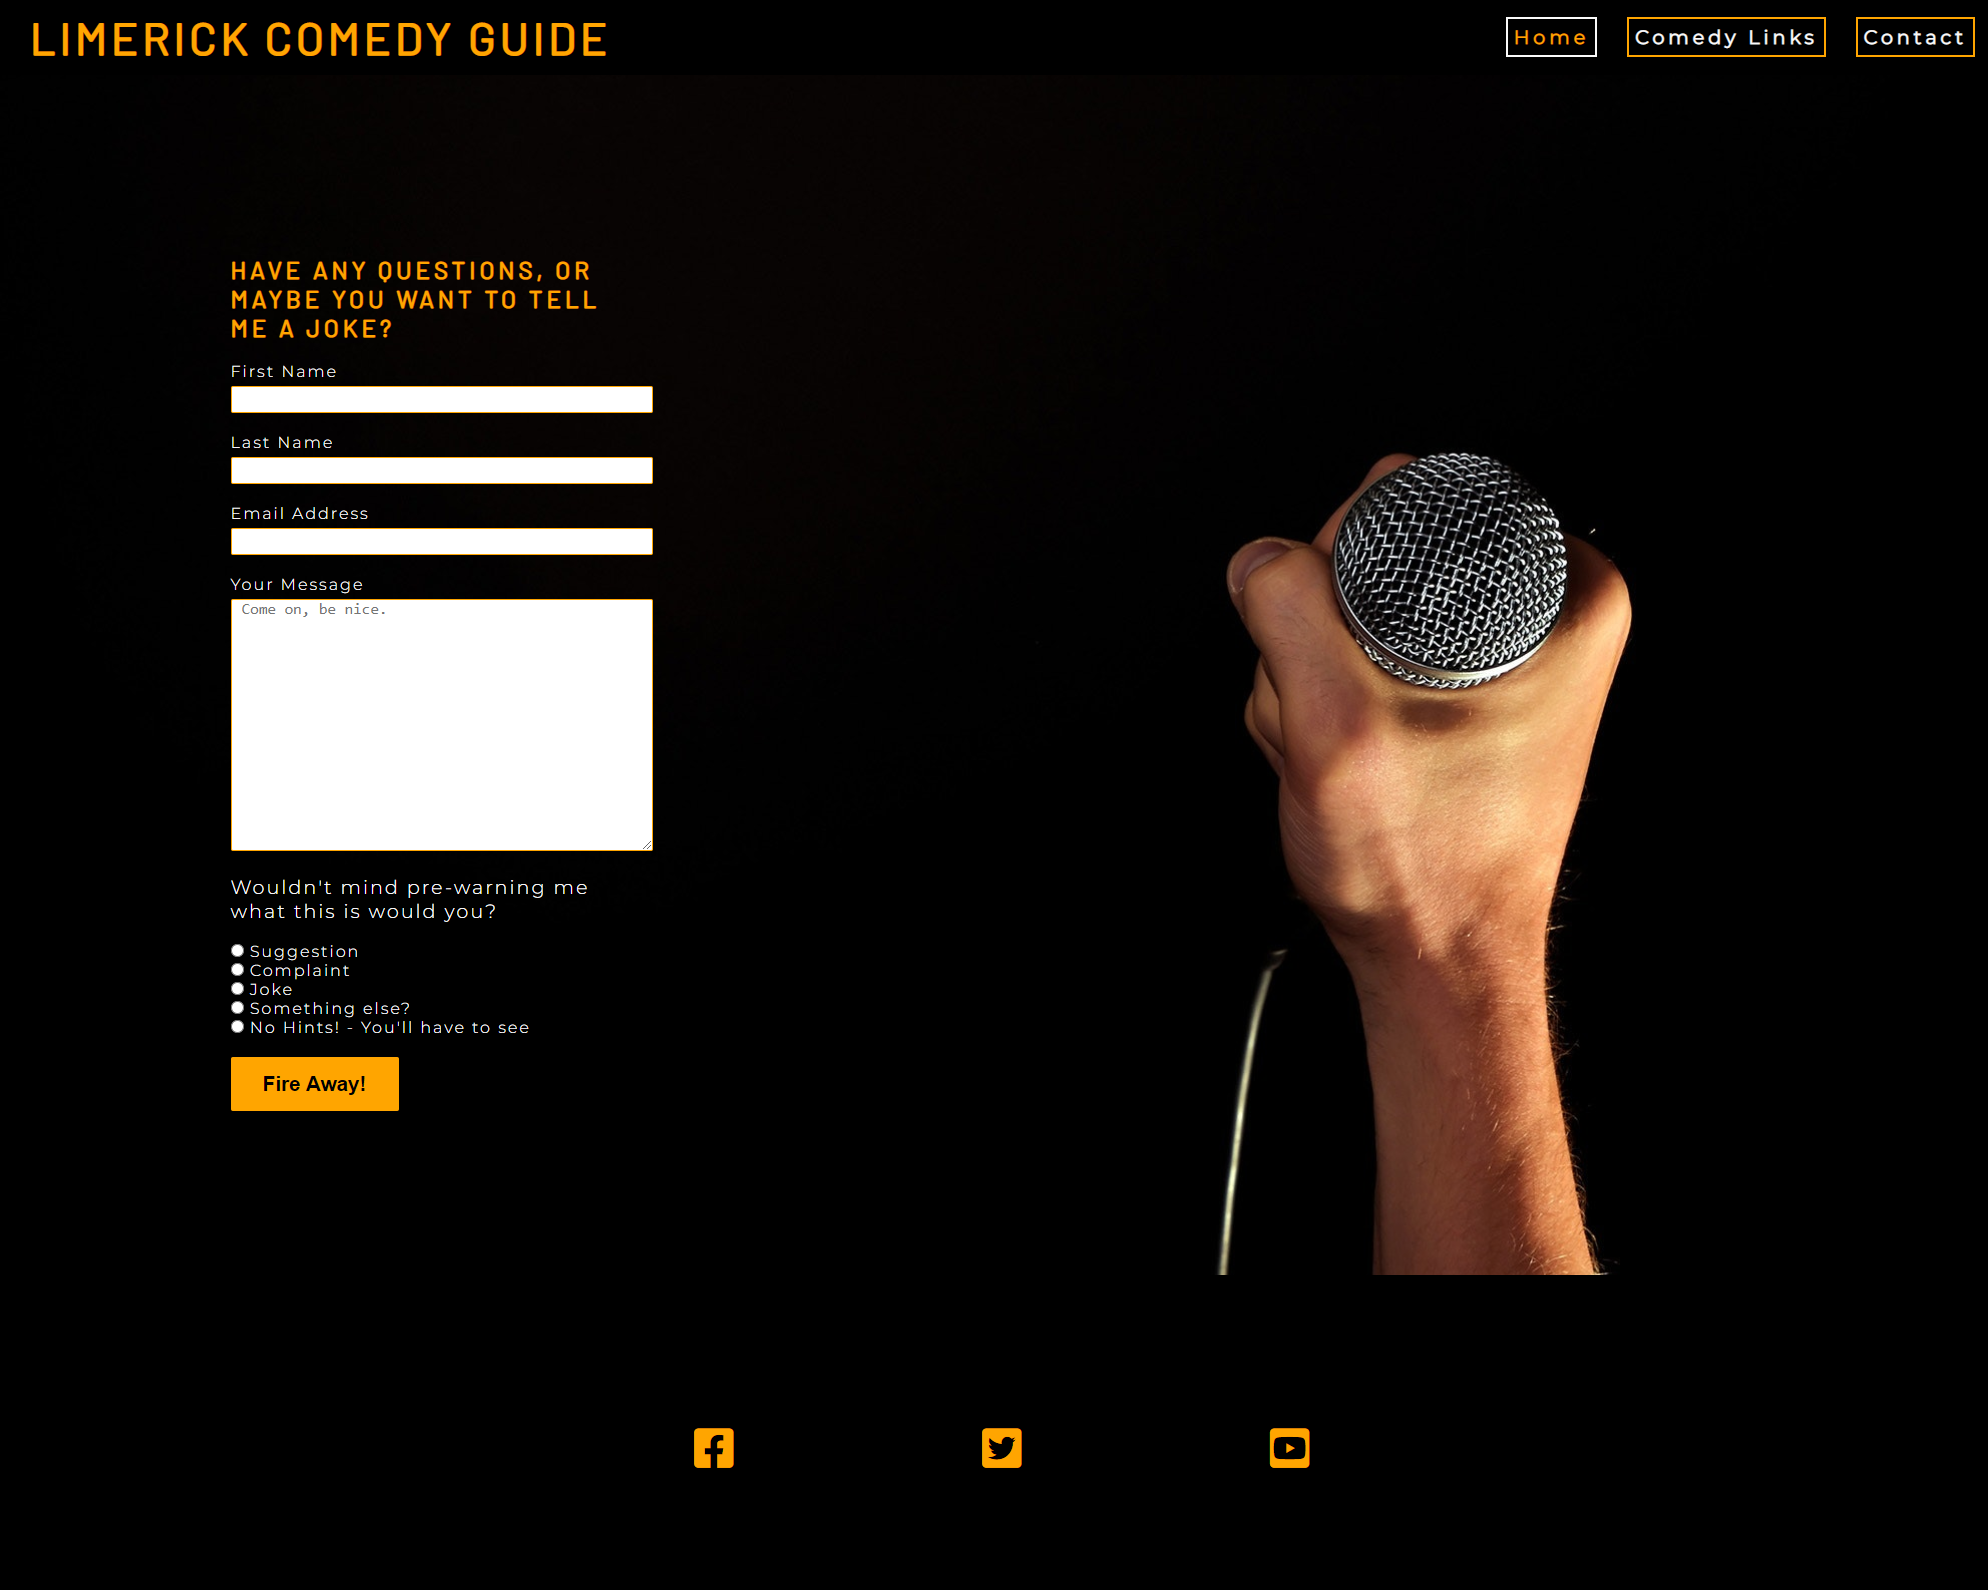 LIMERICK COMEDY GUIDE
Home
Comedy Links
Contact
HAVE ANY QUESTIONS, OR
MAYBE YOU WANT TO TELL
ME A JOKE?
First Name
Last Name
Email Address
Your Message
Come on, be nice.
Wouldn't mind pre-warning me
what this is would you?
Suggestion
Complaint
Joke
Something else?
No Hints! - You'll have to see
Fire Away!